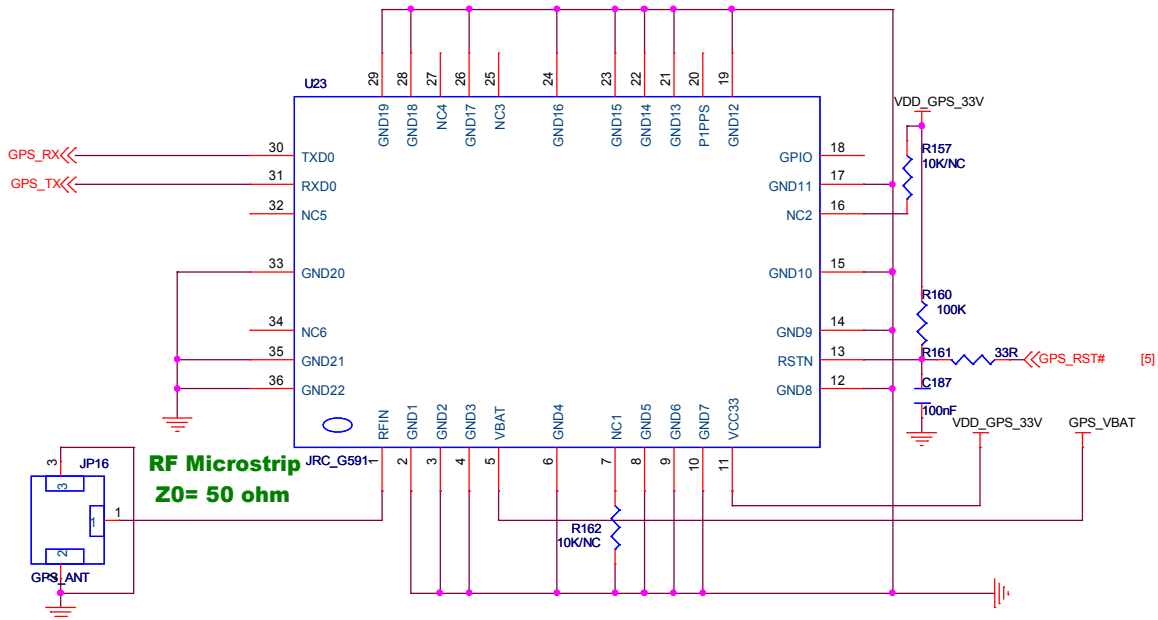 29
28
27
26
25
24
23
22
21
20
19
U23
GND19
GND18
NC4
GND17
NC3
GND16
GND15
GND14
GND13
P1PPS
GND12
VDD_GPS_33V
R157
10K/NC
GPS_RX
30
TXD0
GPIO
18
GPS_TX
31
RXD0
GND11
17
32
NC5
NC2
16
33
GND20
GND10
15
R160
100K
34
NC6
GND9
14
35
GND21
RSTN
13
R161
33R
GPS_RST#
[5]
36
GND22
GND8
12
C187
100nF
VDD_GPS_33V
GPS_VBAT
RFIN
GND1
GND2
GND3
VBAT
GND4
NC1
GND5
GND6
GND7
VCC33
JRC_G591
1
2
3
4
5
6
7
8
9
10
11
RF Microstrip
Z0= 50 ohm
3
JP16
3
1
1
2
GPS_ANT
R162
10K/NC